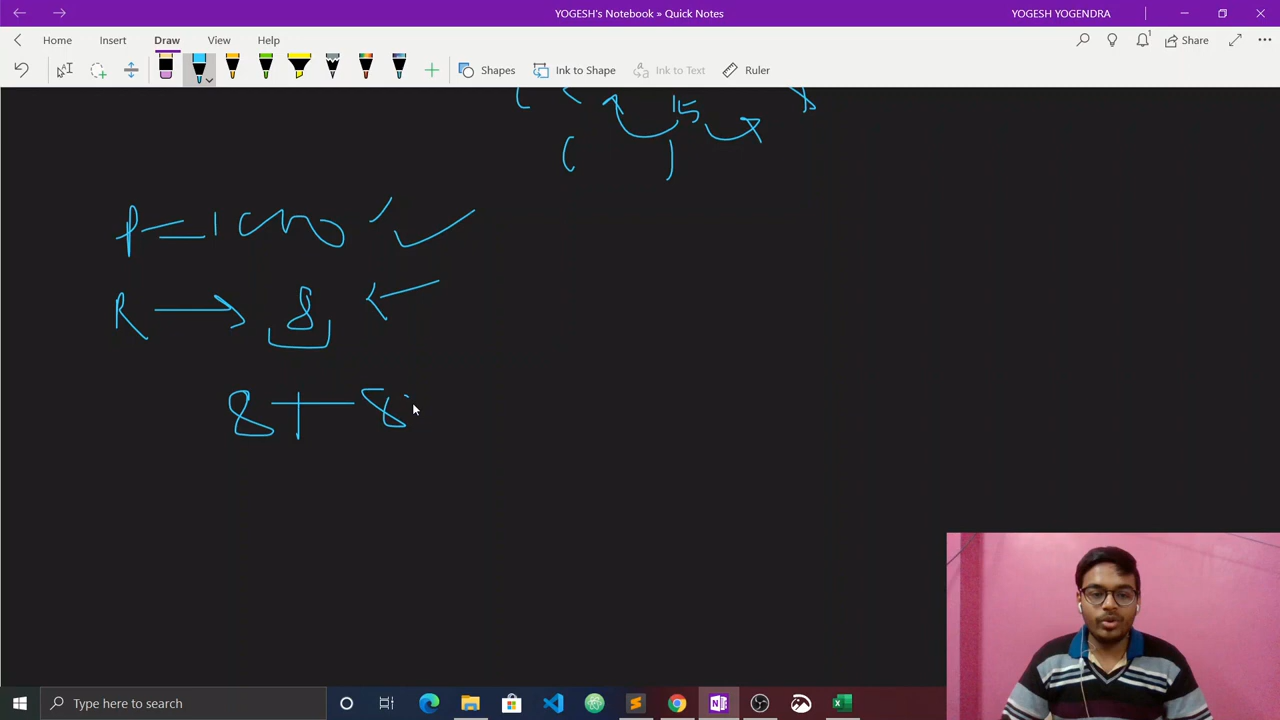 YOGESH's Notebook » Quick Notes
YOGESH YOGENDRA
Home Insert Draw View Help
Share
Shapes
Ink to Shape
Ink to Text
Ruler
15
( )
P = 1000
R → 8
8 + 8
Type here to search